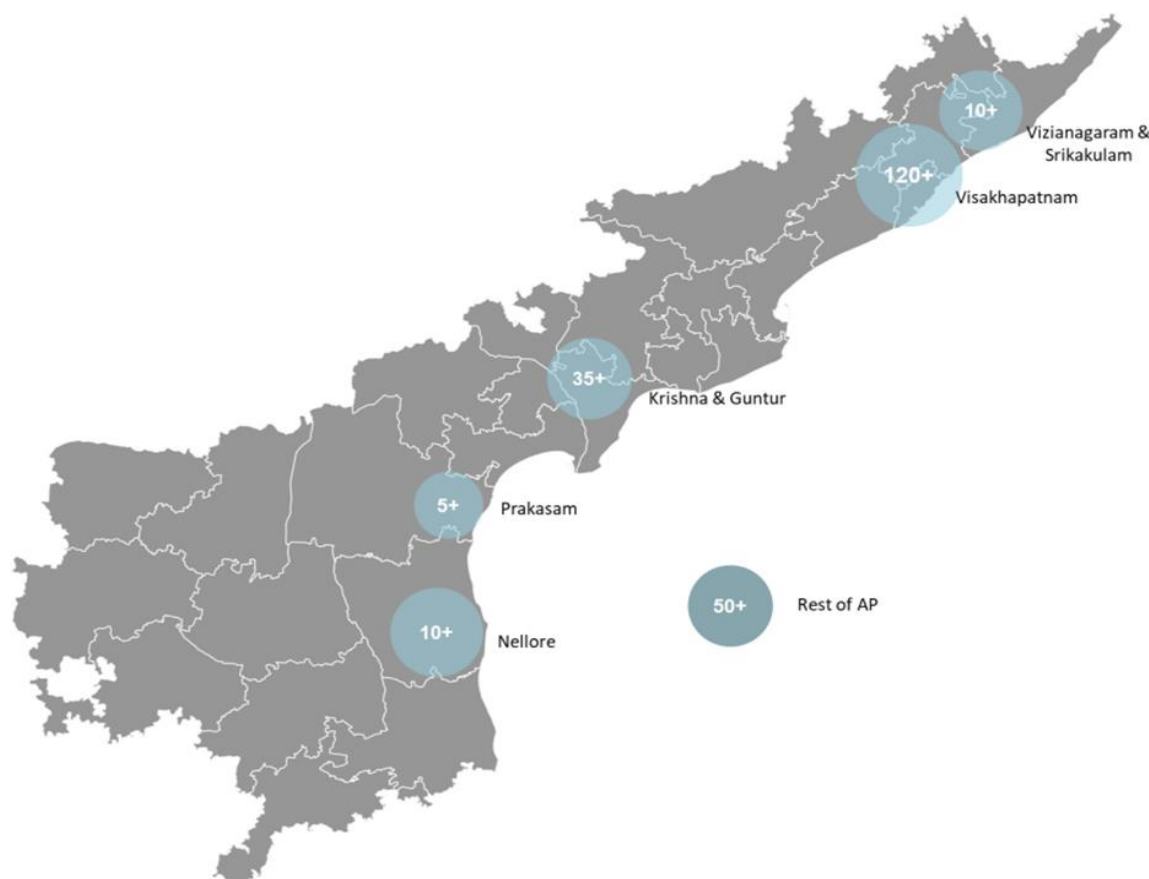 10+
Vizianagaram &
Srikakulam
120+
Visakhapatnam
35+
Krishna & Guntur
5+
Prakasam
50+
Rest of AP
10+
Nellore